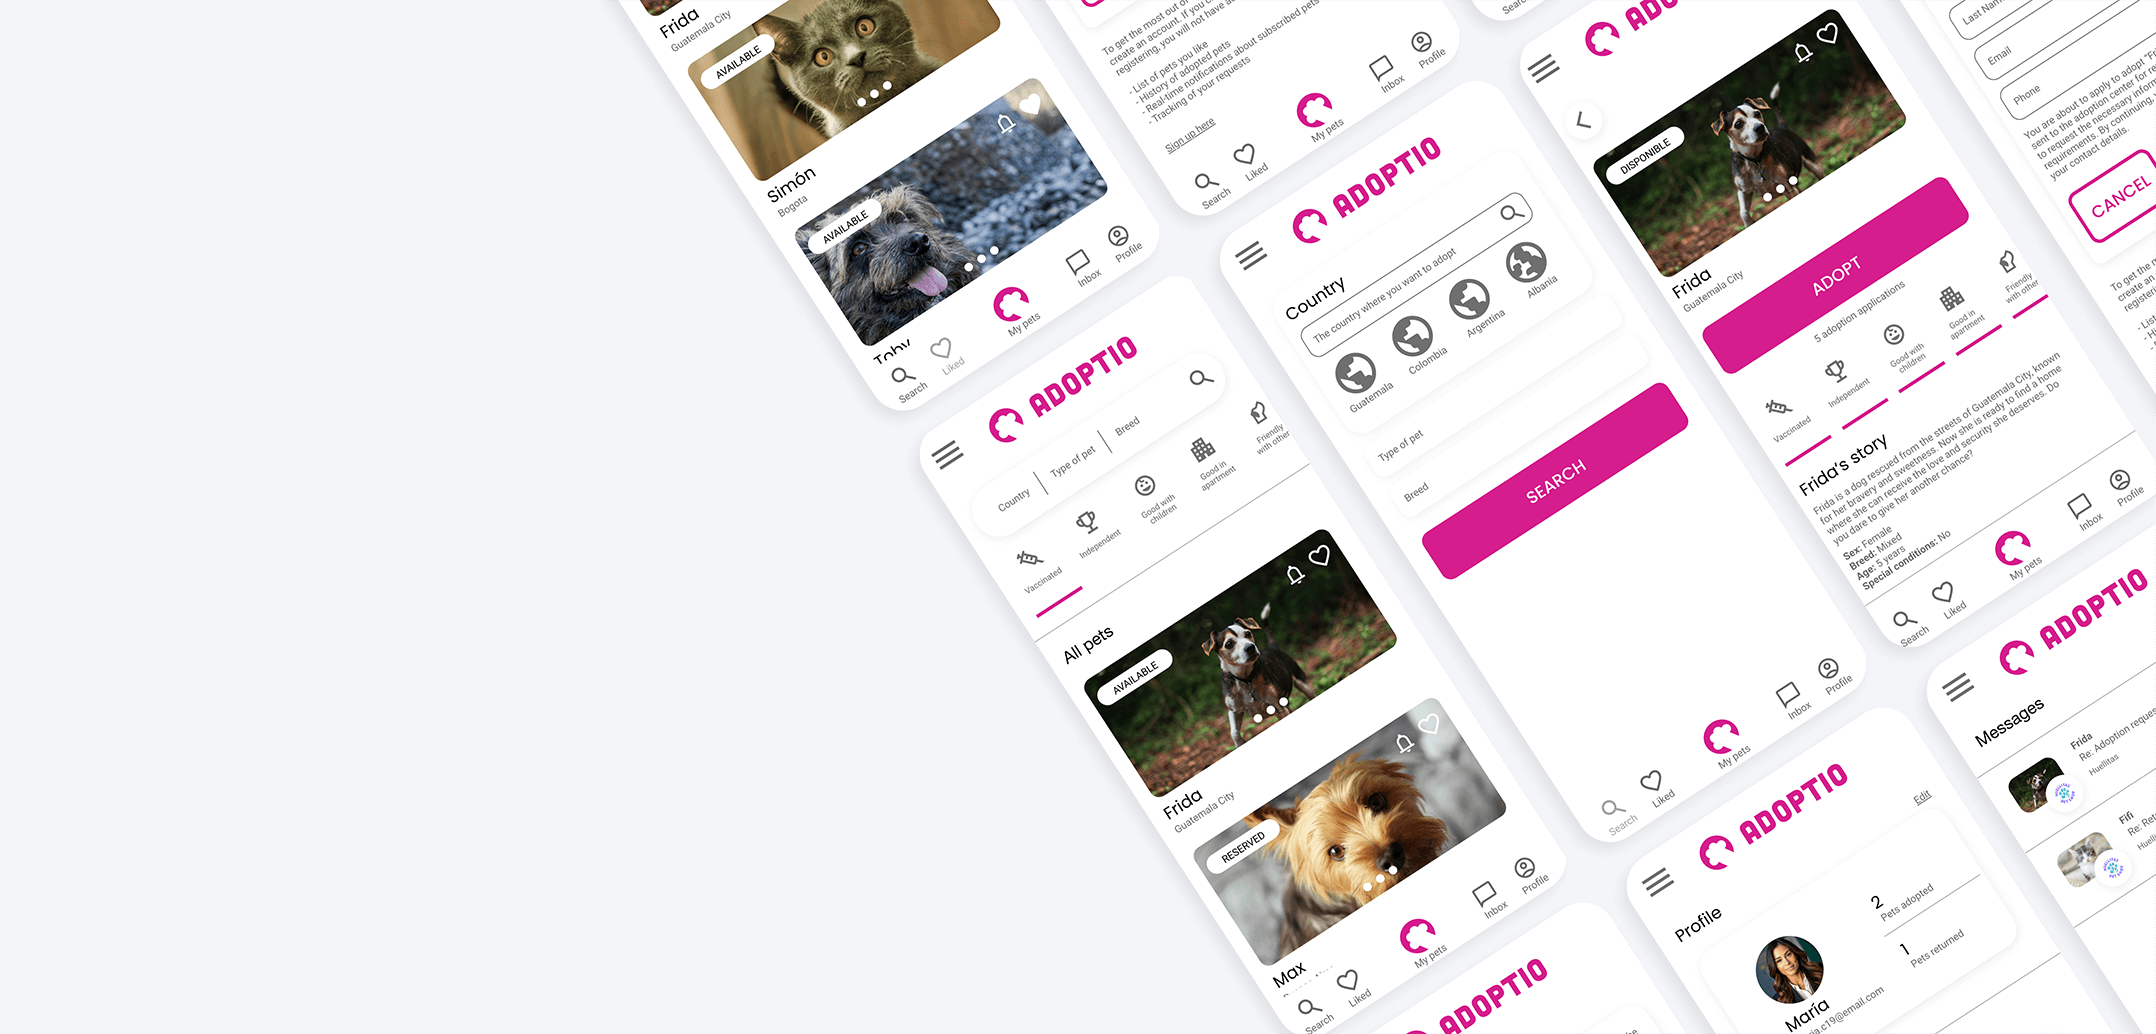 Frida
Guatemala City
AVAILABLE
Simón
Bogota
AVAILABLE
Toby
Search
Liked
My pets
Inbox
Profile
To get the most out of
create an account. If you c
registering, you will not have ac
- List of pets you like
- History of adopted pets
- Real-time notifications about subscribed pets
- Tracking of your requests
Sign up here
Search
Liked
My pets
Inbox
Profile
ADOPTIO
Country
Type of pet
Breed
Vaccinated
Independent
Good with
children
Good in
apartment
Friendly
with other
All pets
AVAILABLE
Frida
Guatemala City
RESERVED
Max
Search
Liked
My pets
Inbox
Profile
ADOPTIO
Country
The country where you want to adopt
Guatemala
Colombia
Argentina
Albania
Type of pet
Breed
SEARCH
Search
Liked
My pets
Inbox
Profile
ADOPTIO
DISPONIBLE
Frida
Guatemala City
ADOPT
5 adoption applications
Vaccinated
Independent
Good with
children
Good in
apartment
Friendly
with other
Frida's story
Frida is a dog rescued from the streets of Guatemala City, known
for her bravery and sweetness. Now she is ready to find a home
where she can receive the love and security she deserves. Do
you dare to give her another chance?
Sex: Female
Breed: Mixed
Age: 5 years
Special conditions: No
Search
Liked
My pets
Inbox
Profile
Last Nam
Email
Phone
You are about to apply to adopt "Fr
sent to the adoption center for re
to request the necessary inform
requirements. By continuing, y
your contact details.
CANCEL
To get the m
create an
registeri
- List
- Hi
ADOPTIO
Messages
Frida
Re: Adoption reques
Huellitas
Fifi
Re: Ret
Huel
ADOPTIO
Edit
Profile
2
Pets adopted
1
Pets returned
María
ria.c19@email.com
ADOPTIO